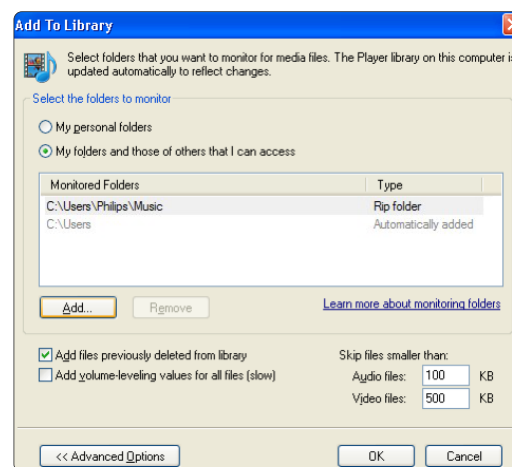 Add To Library
Select folders that you want to monitor for media files. The Player library on this computer is
updated automatically to reflect changes.
Select the folders to monitor
My personal folders
My folders and those of others that I can access
Monitored Folders Type
C:\Users\Philips\Music Rip folder
C:\Users Automatically added
Add... Remove Learn more about monitoring folders
Add files previously deleted from library Skip files smaller than:
Add volume-leveling values for all files (slow) Audio files: 100 KB
Video files: 500 KB
<< Advanced Options OK Cancel